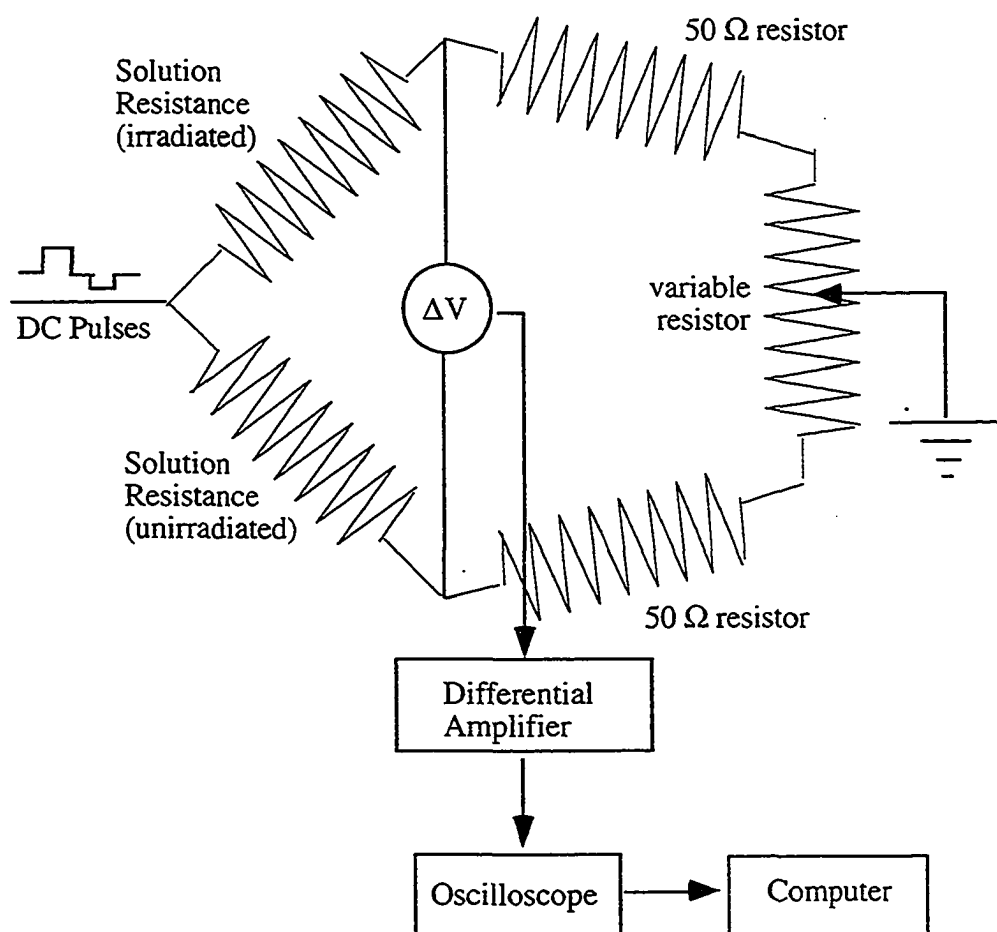 50 Ω resistor
Solution
Resistance
(irradiated)
DC Pulses
ΔV
variable
resistor
Solution
Resistance
(unirradiated)
50 Ω resistor
Differential
Amplifier
Oscilloscope
Computer